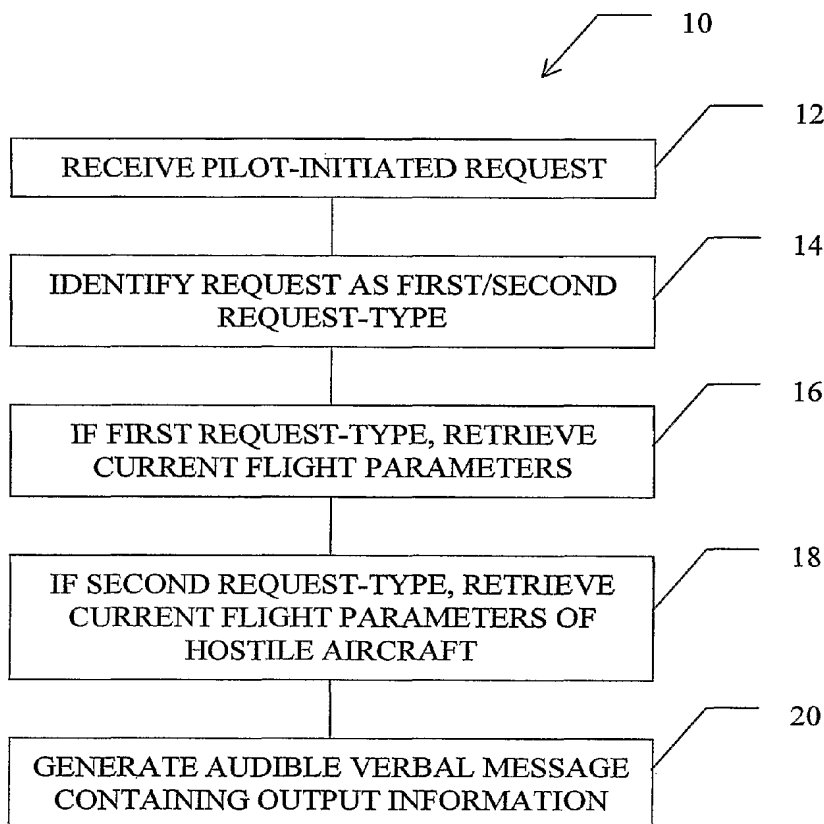 10
12
RECEIVE PILOT-INITIATED REQUEST
14
IDENTIFY REQUEST AS FIRST/SECOND
REQUEST-TYPE
16
IF FIRST REQUEST-TYPE, RETRIEVE
CURRENT FLIGHT PARAMETERS
18
IF SECOND REQUEST-TYPE, RETRIEVE
CURRENT FLIGHT PARAMETERS OF
HOSTILE AIRCRAFT
20
GENERATE AUDIBLE VERBAL MESSAGE
CONTAINING OUTPUT INFORMATION